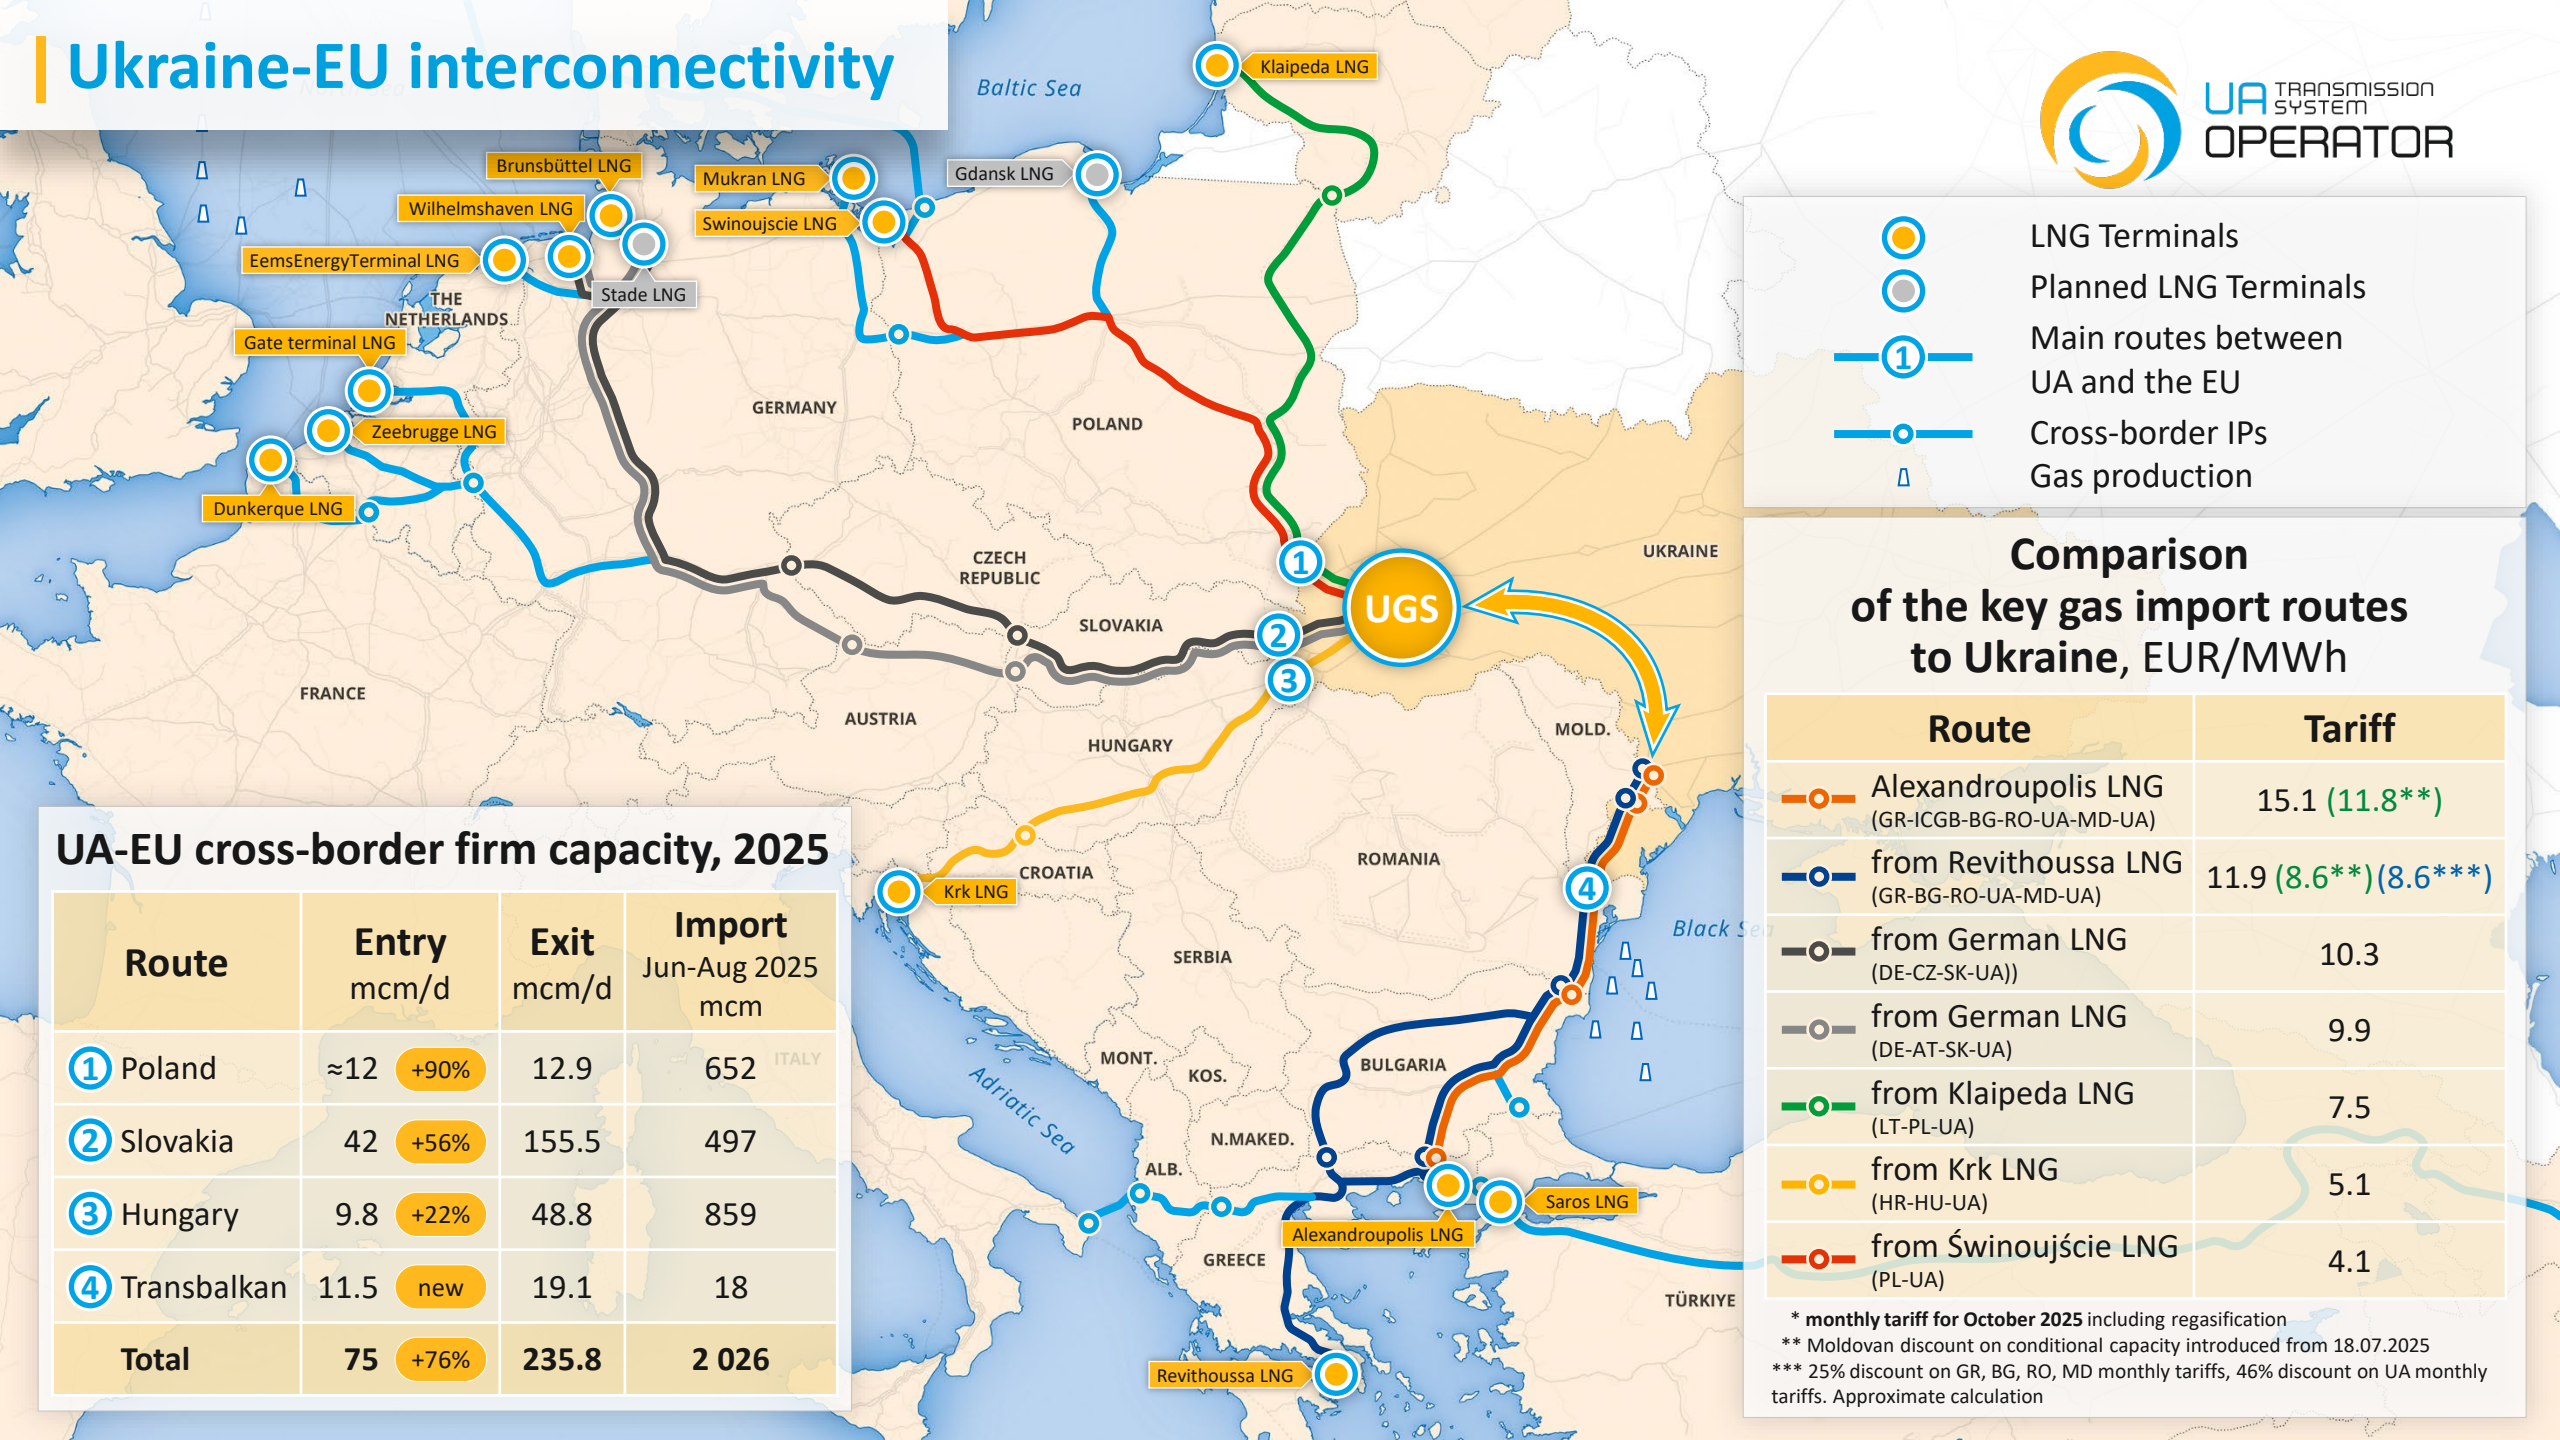 Ukraine-EU interconnectivity
UA TRANSMISSION
SYSTEM
OPERATOR
Baltic Sea
Klaipeda LNG
Brunsbüttel LNG
Mukran LNG
Gdansk LNG
Wilhelmshaven LNG
Swinoujscie LNG
EemsEnergyTerminal LNG
Stade LNG
THE
NETHERLANDS
Gate terminal LNG
Zeebrugge LNG
Dunkerque LNG
GERMANY
POLAND
CZECH
REPUBLIC
SLOVAKIA
UKRAINE
1
UGS
2
3
FRANCE
AUSTRIA
HUNGARY
MOLD.
ROMANIA
CROATIA
Krk LNG
4
Black Sea
SERBIA
ITALY
MONT.
KOS.
BULGARIA
Adriatic Sea
N.MAKED.
ALB.
Saros LNG
Alexandroupolis LNG
GREECE
TÜRKIYE
Revithoussa LNG
LNG Terminals
Planned LNG Terminals
1
Main routes between
UA and the EU
Cross-border IPs
Gas production
Comparison
of the key gas import routes
to Ukraine, EUR/MWh
Route Tariff
Alexandroupolis LNG
(GR-ICGB-BG-RO-UA-MD-UA)
15.1 (11.8**)
from Revithoussa LNG
(GR-BG-RO-UA-MD-UA)
11.9 (8.6**)(8.6***)
from German LNG
(DE-CZ-SK-UA))
10.3
from German LNG
(DE-AT-SK-UA)
9.9
from Klaipeda LNG
(LT-PL-UA)
7.5
from Krk LNG
(HR-HU-UA)
5.1
from Świnoujście LNG
(PL-UA)
4.1
* monthly tariff for October 2025 including regasification
** Moldovan discount on conditional capacity introduced from 18.07.2025
*** 25% discount on GR, BG, RO, MD monthly tariffs, 46% discount on UA monthly
tariffs. Approximate calculation
UA-EU cross-border firm capacity, 2025
Route
Entry
mcm/d
Exit
mcm/d
Import
Jun-Aug 2025
mcm
1 Poland ≈12 +90% 12.9 652
2 Slovakia 42 +56% 155.5 497
3 Hungary 9.8 +22% 48.8 859
4 Transbalkan 11.5 new 19.1 18
Total 75 +76% 235.8 2 026